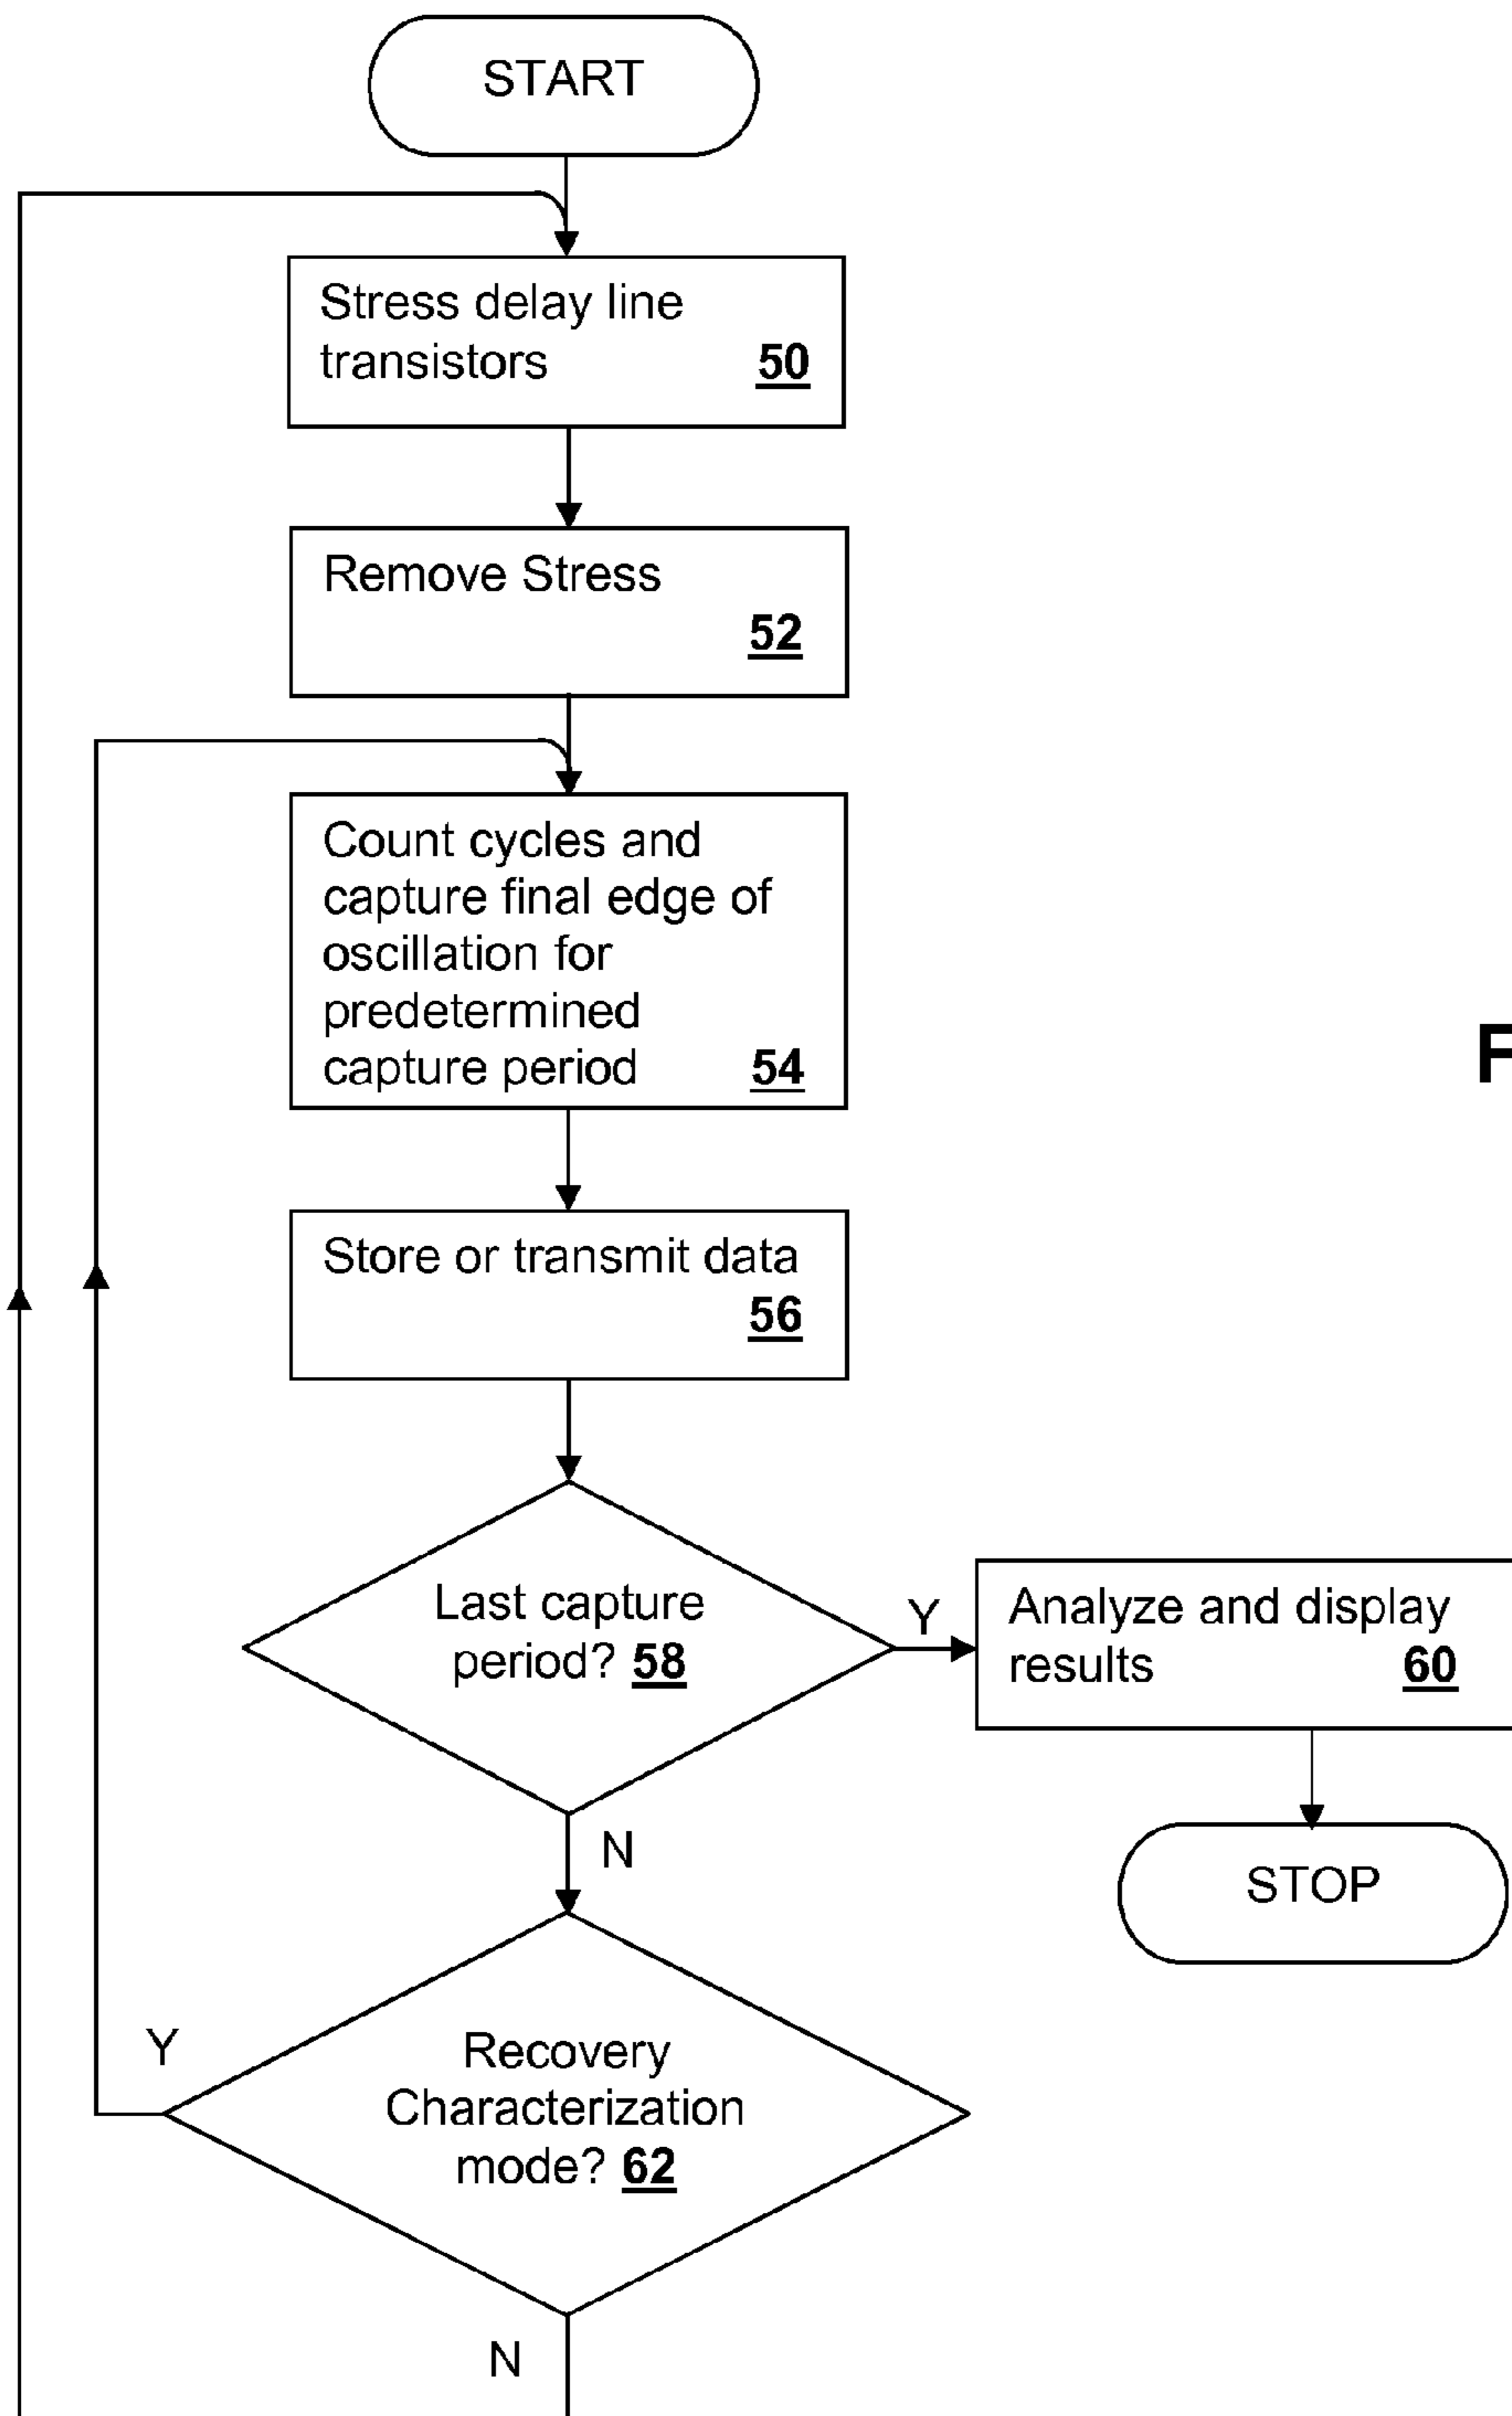 START
Stress delay line
transistors 50
Remove Stress
52
Count cycles and
capture final edge of
oscillation for
predetermined
capture period 54
F
Store or transmit data
56
Last capture
period? 58
Y
Analyze and display
results 60
N
STOP
Y
Recovery
Characterization
mode? 62
N